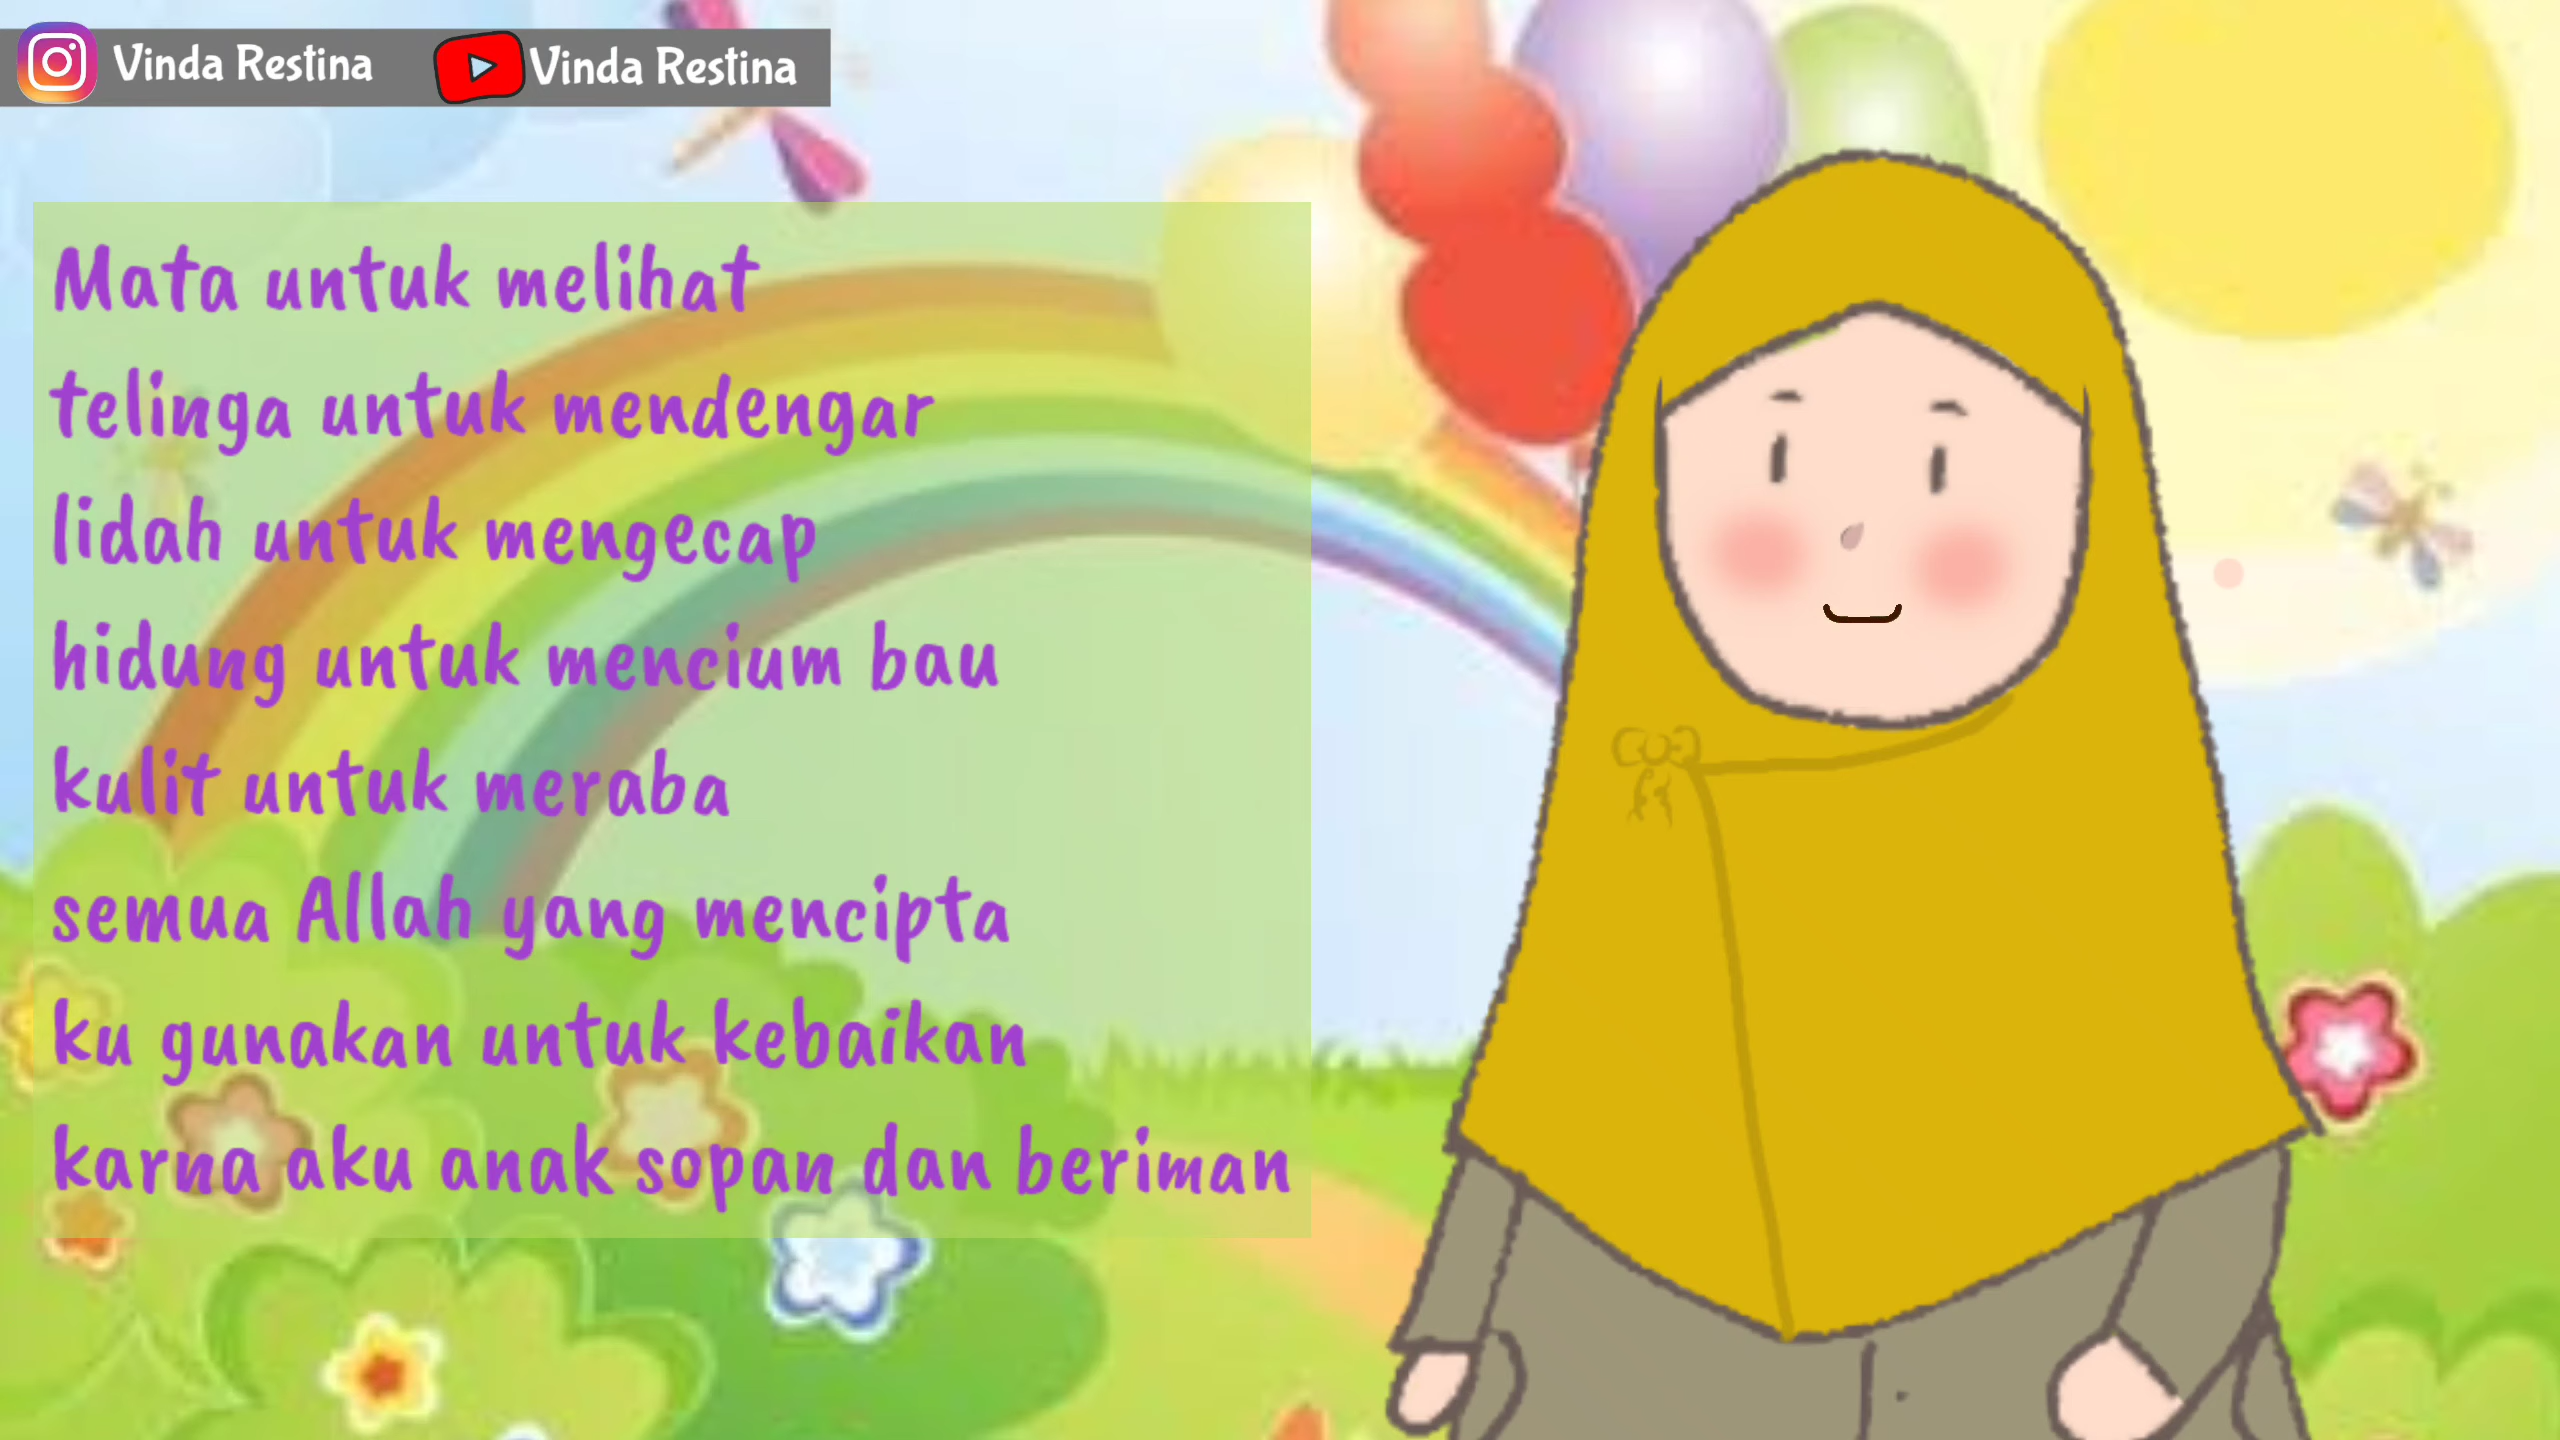 Vinda Restina
Vinda Restina
Mata untuk melihat
telinga untuk mendengar
lidah untuk mengecap
hidung untuk mencium bau
kulit untuk meraba
semua Allah yang mencipta
ku gunakan untuk kebaikan
karna aku anak sopan dan beriman